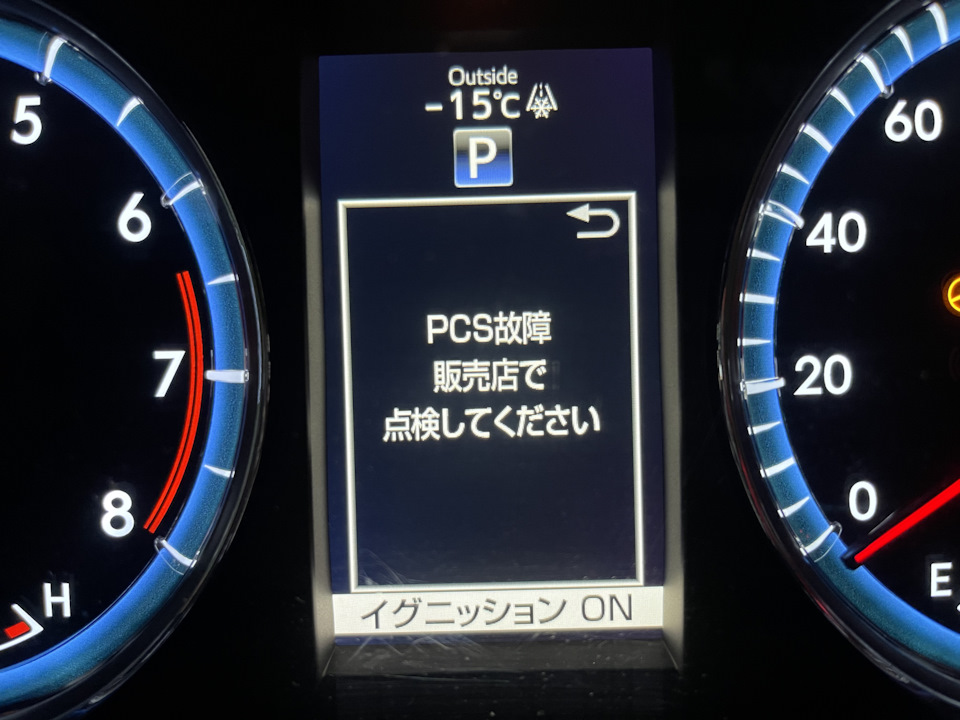 Outside
-15℃
P
PCS故障
販売店で
点検してください
イグニッション ON
5
6
7
8
H
60
40
20
0
E